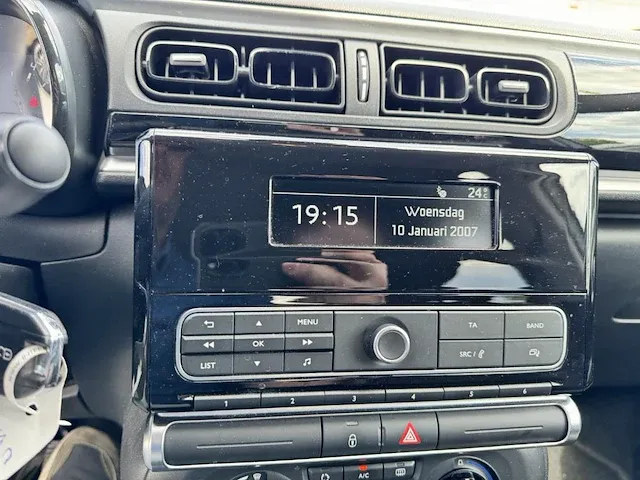 24°C
19:15
Woensdag
10 Januari 2007
MENU
TA
BAND
OK
LIST
SRC /
1 2 3 4 5 6
A/C